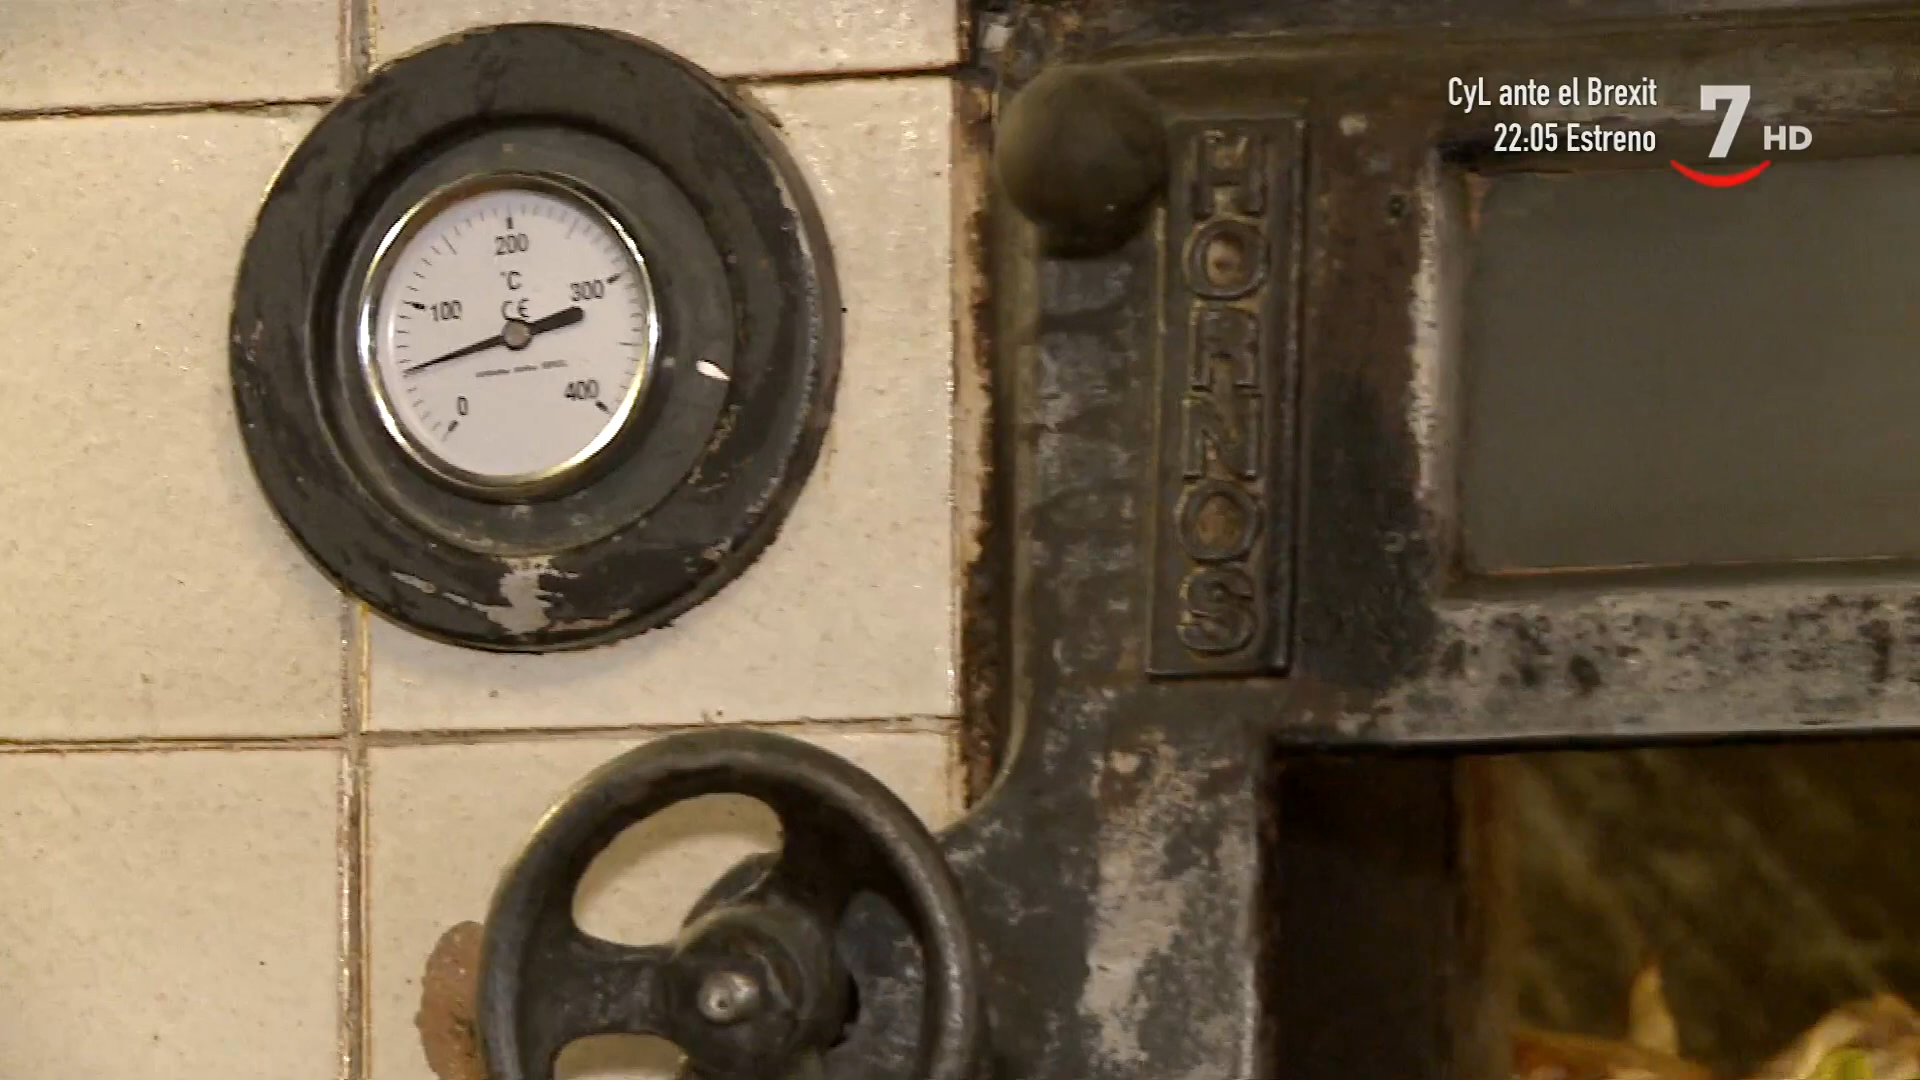 CyL ante el Brexit
22:05 Estreno
7 HD
200
°C
300
100
CE
0
400
HORNOS